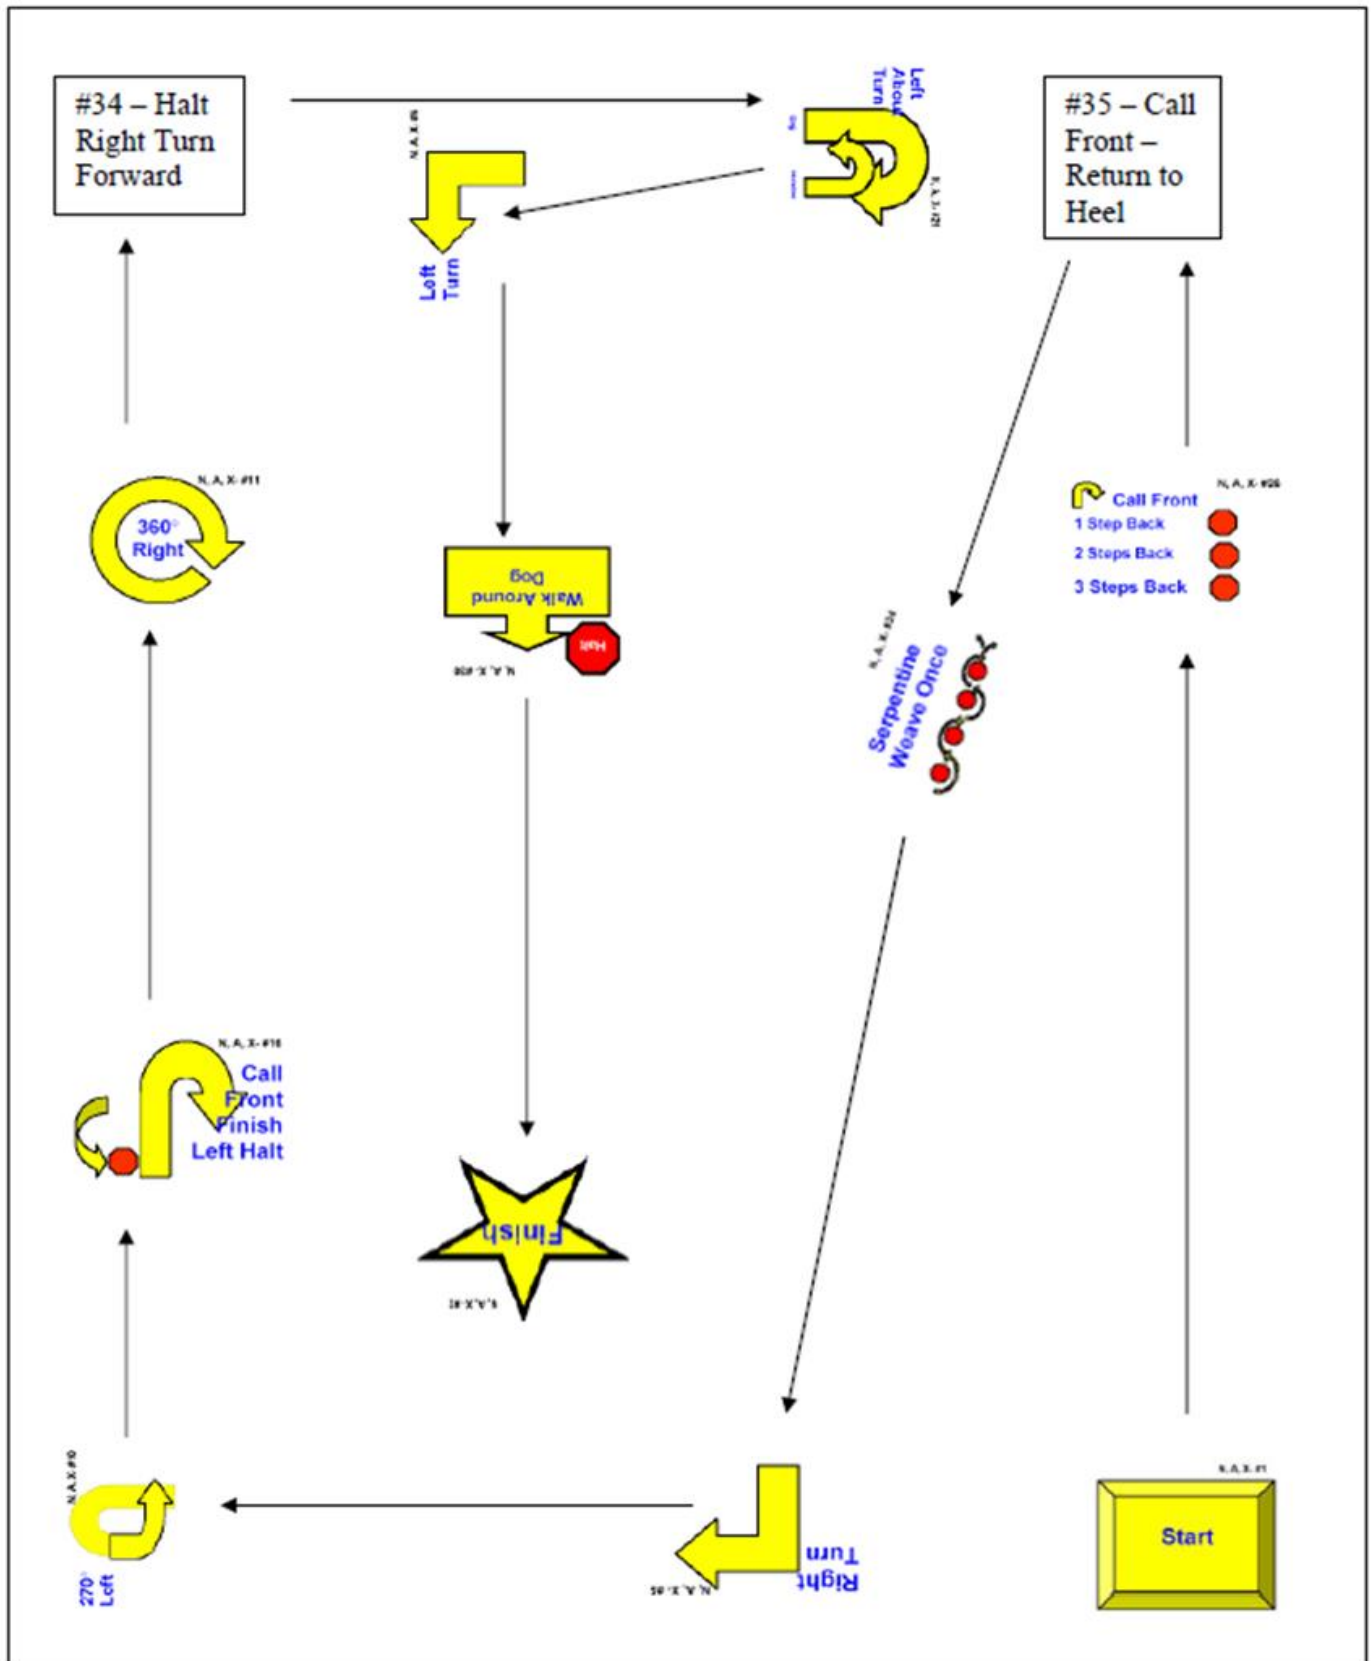 #34 – Halt
Right Turn
Forward
Left
About
Turn
#35 – Call
Front –
Return to
Heel
Left
Turn
N, A, X- #11
360°
Right
Call Front
1 Step Back
2 Steps Back
3 Steps Back
Walk Around
Dog
Halt
Serpentine
Weave Once
Call
Front
Finish
Left Halt
Finish
270°
Left
Right
Turn
Start